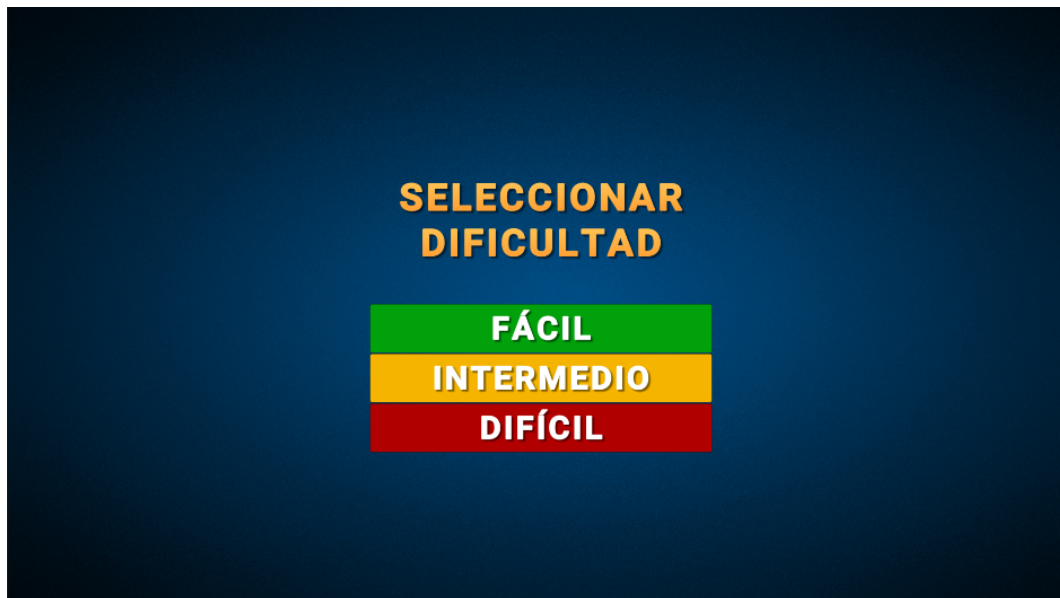 SELECCIONAR
DIFICULTAD
FÁCIL
INTERMEDIO
DIFÍCIL